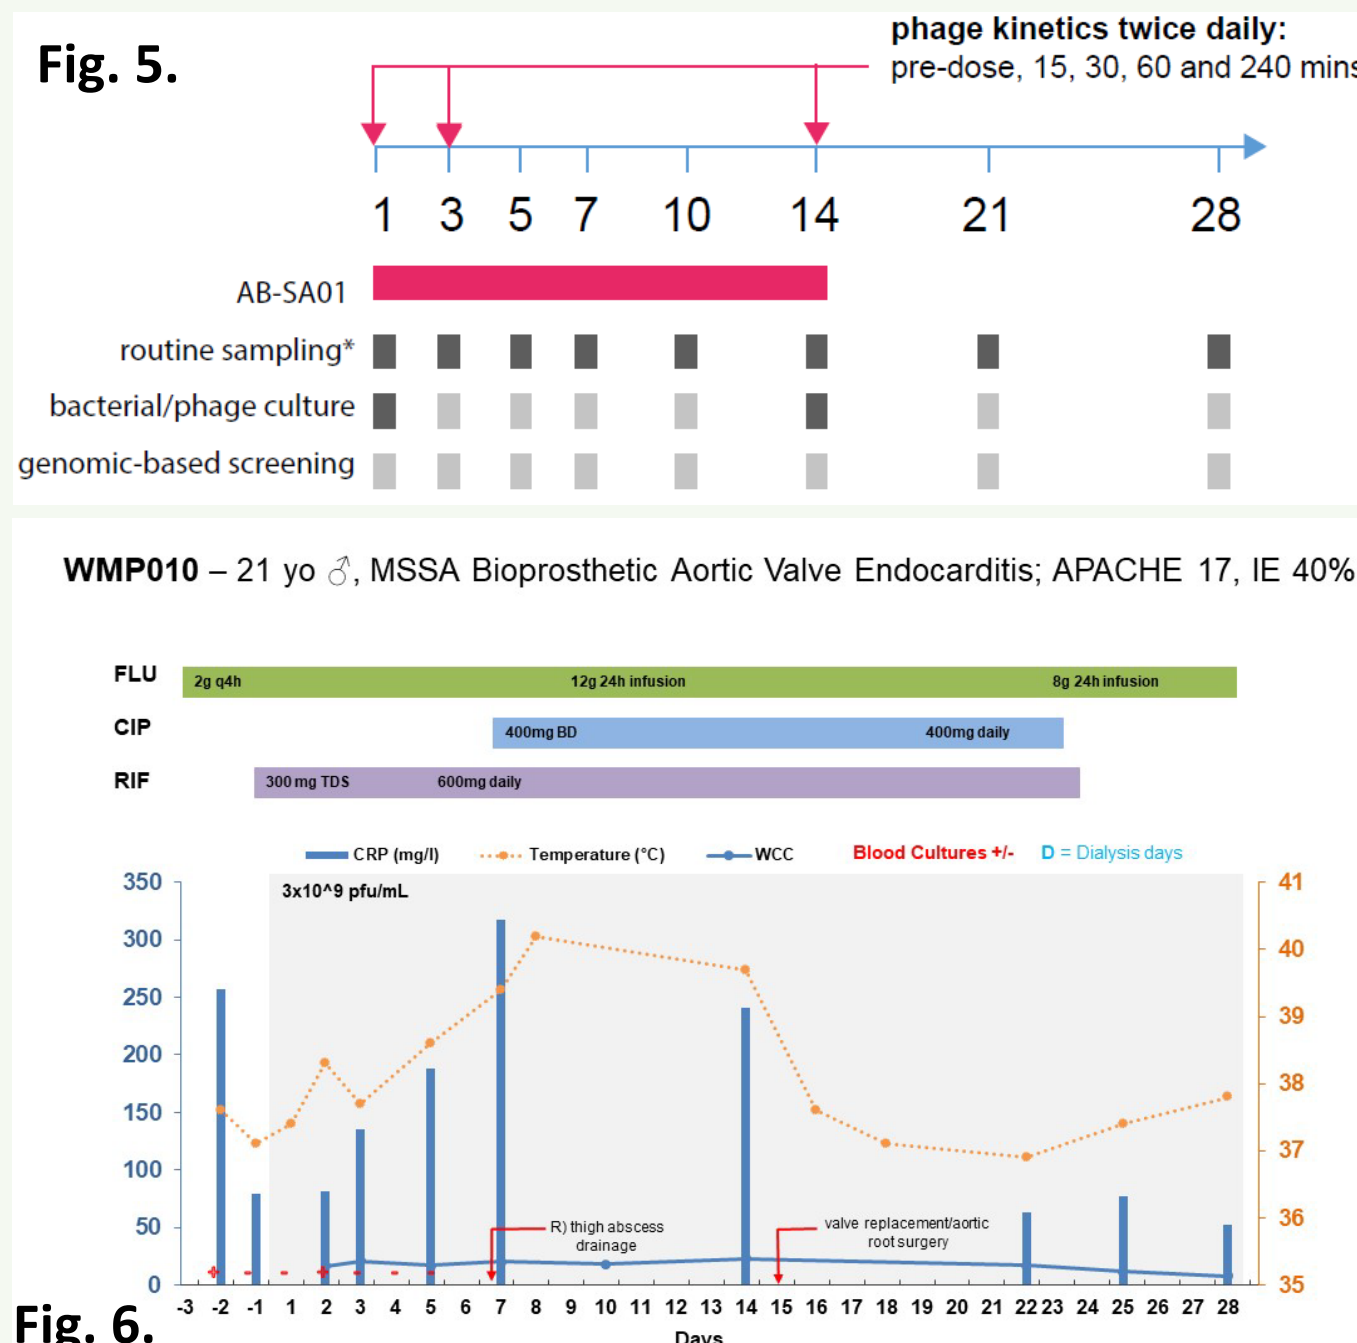 Fig. 5.
phage kinetics twice daily:
pre-dose, 15, 30, 60 and 240 mins
1 3 5 7 10 14 21 28
AB-SA01
routine sampling*
bacterial/phage culture
genomic-based screening
WMP010 – 21 yo ♂, MSSA Bioprosthetic Aortic Valve Endocarditis; APACHE 17, IE 40%
FLU 2g q4h 12g 24h infusion 8g 24h infusion
CIP 400mg BD 400mg daily
RIF 300 mg TDS 600mg daily
CRP (mg/l) Temperature (°C) WCC Blood Cultures +/- D = Dialysis days
350 41
3x10^9 pfu/mL
300 40
250 39
200
150 38
100 37
50 36
0 35
R) thigh abscess
drainage
valve replacement/aortic
root surgery
+ - - + - - -
-3 -2 -1 1 2 3 4 5 6 7 8 9 10 11 12 13 14 15 16 17 18 19 20 21 22 23 25 26 27 28
Days
Fig. 6.